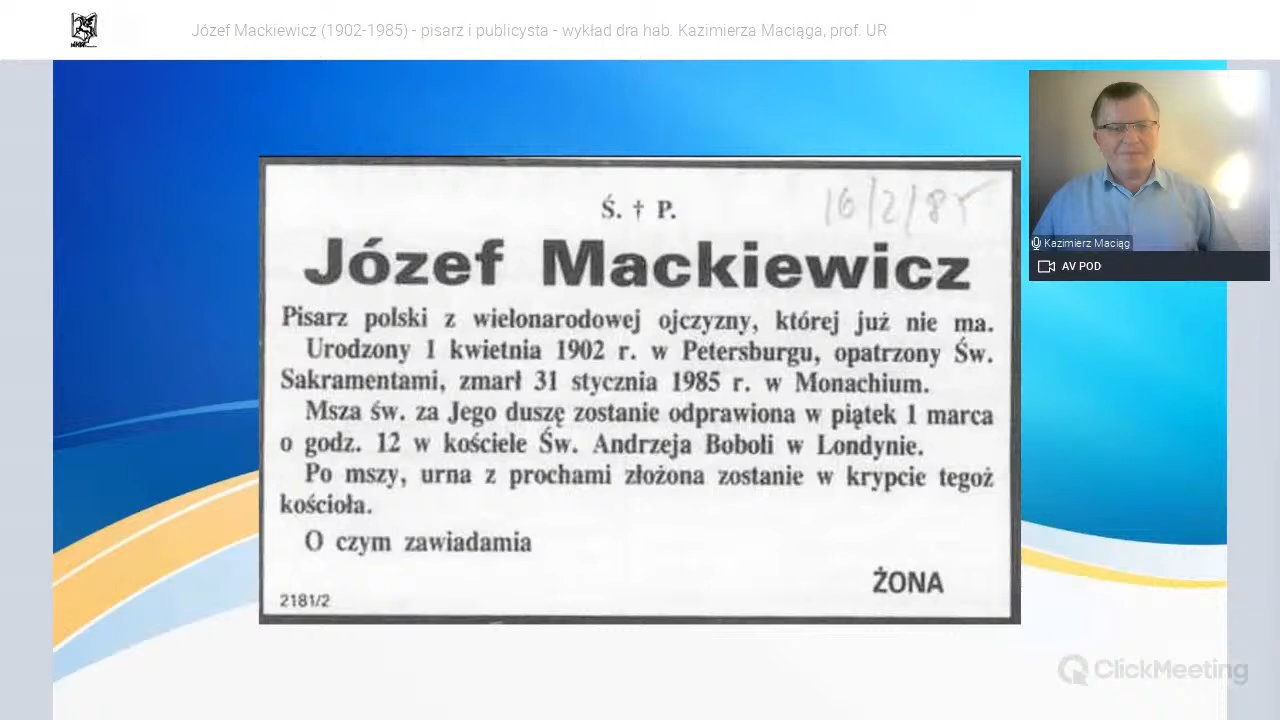 Józef Mackiewicz (1902-1985) - pisarz i publicysta - wykład dra hab. Kazimierza Maciąga, prof. UR
Ś. † P.
16/2/85
Józef Mackiewicz
Pisarz polski z wielonarodowej ojczyzny, której już nie ma.
Urodzony 1 kwietnia 1902 r. w Petersburgu, opatrzony Św.
Sakramentami, zmarł 31 stycznia 1985 r. w Monachium.
Msza św. za Jego duszę zostanie odprawiona w piątek 1 marca
o godz. 12 w kościele Św. Andrzeja Boboli w Londynie.
Po mszy, urna z prochami złożona zostanie w krypcie tegoż
kościoła.
O czym zawiadamia
ŻONA
2181/2
Kazimierz Maciąg
AV POD
ClickMeeting